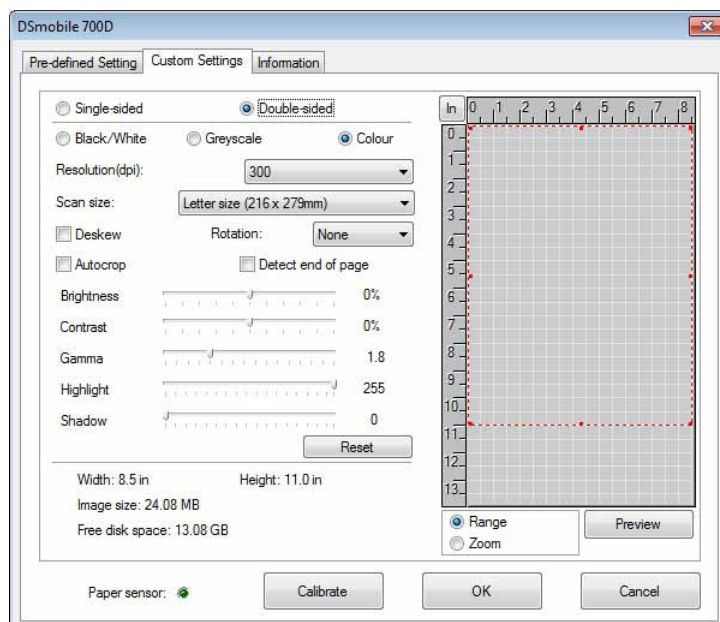 DSmobile 700D
Pre-defined Setting Custom Settings Information
Single-sided Double-sided
Black/White Greyscale Colour
Resolution(dpi): 300
Scan size: Letter size (216 x 279mm)
Deskew Rotation: None
Autocrop Detect end of page
Brightness 0%
Contrast 0%
Gamma 1.8
Highlight 255
Shadow 0
Reset
Width: 8.5 in Height: 11.0 in
Image size: 24.08 MB
Free disk space: 13.08 GB
In 0 1 2 3 4 5 6 7 8
0
1
2
3
4
5
6
7
8
9
10
11
12
13
Range Preview
Zoom
Paper sensor: Calibrate OK Cancel